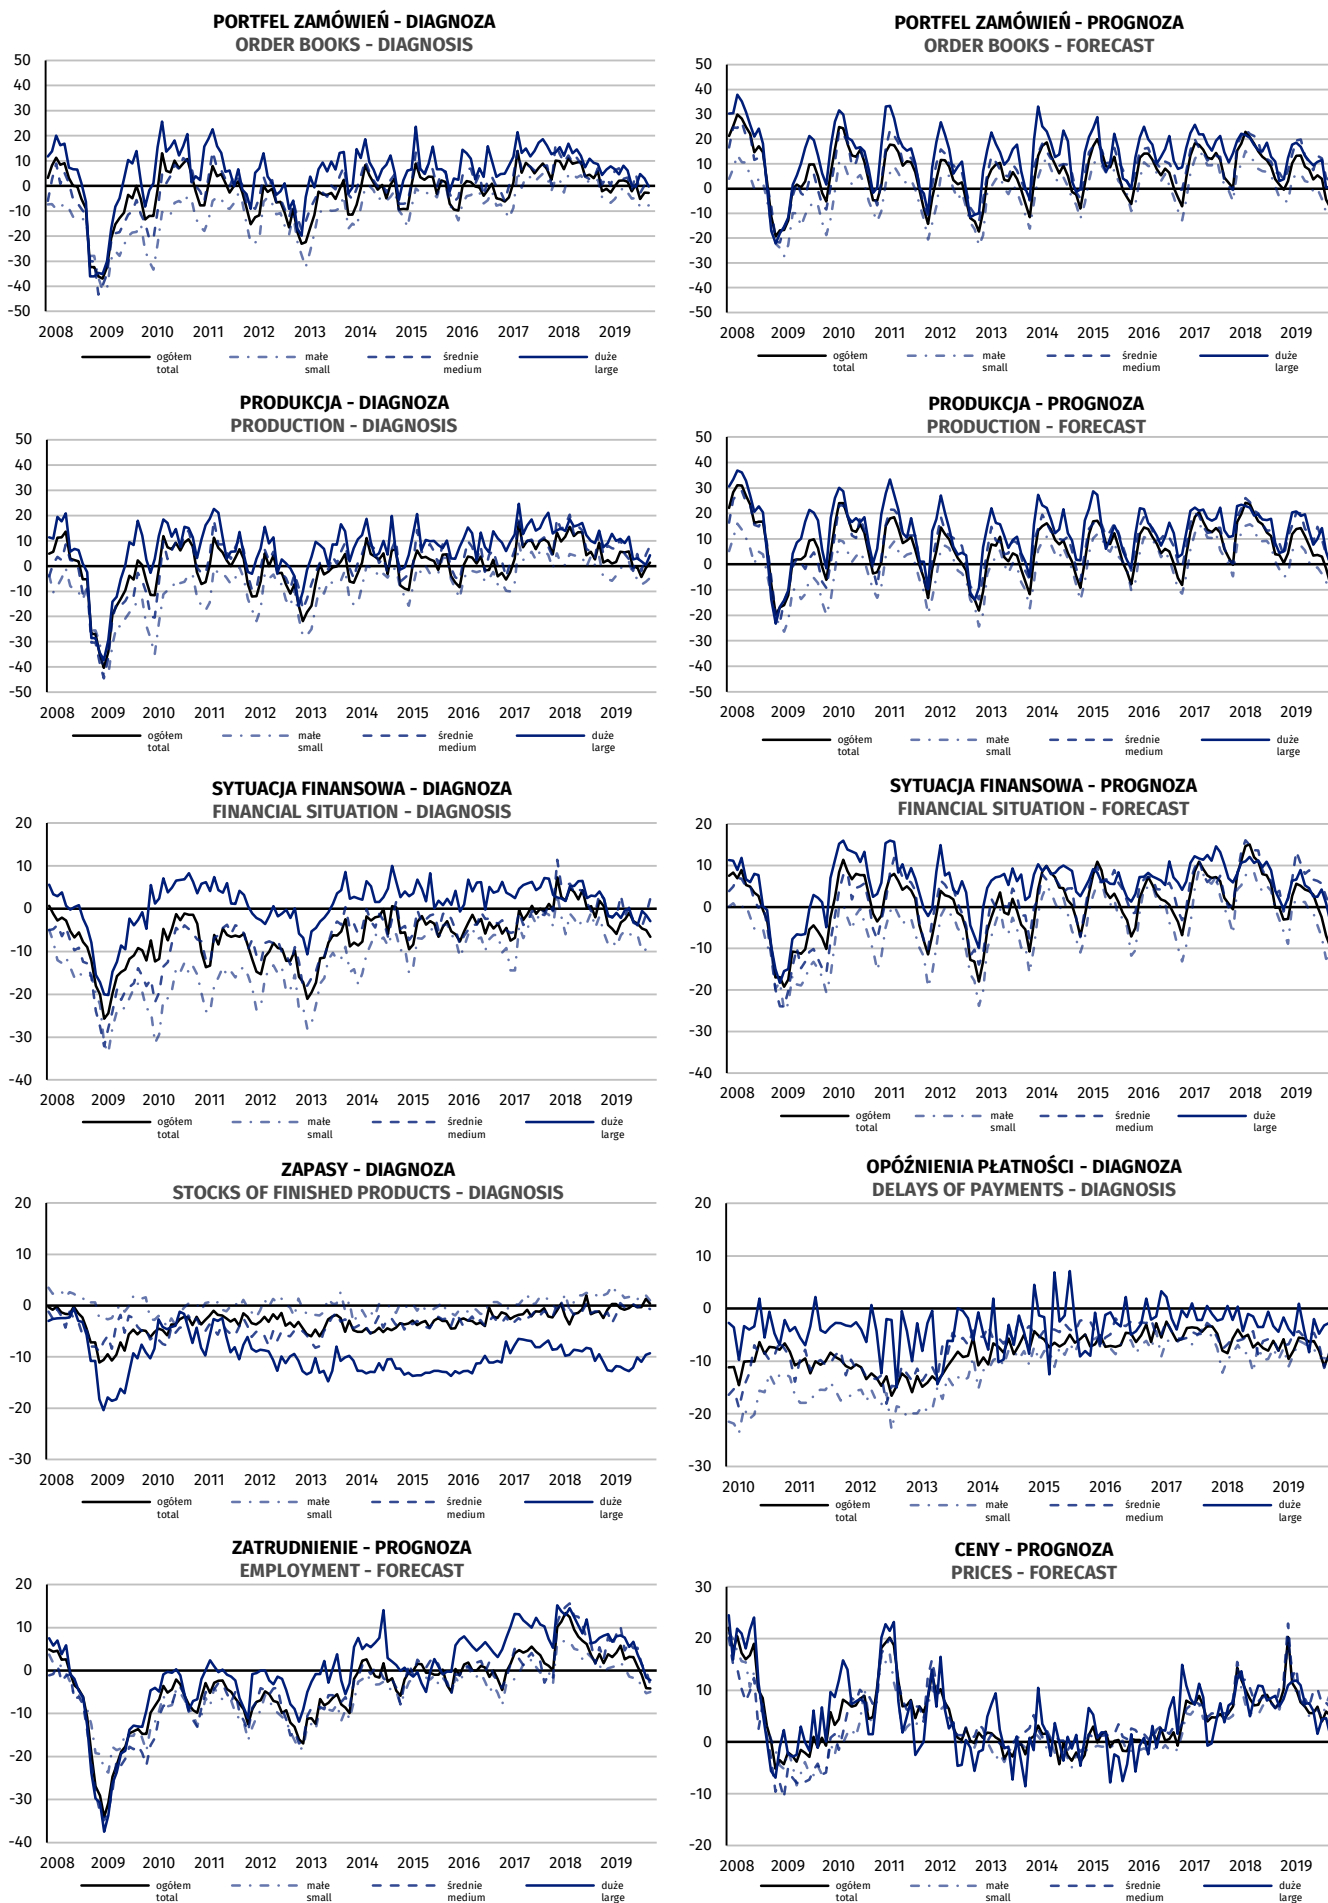 PORTFEL ZAMÓWIEŃ - DIAGNOZA
ORDER BOOKS - DIAGNOSIS
50
40
30
20
10
0
-10
-20
-30
-40
-50
2008 2009 2010 2011 2012 2013 2014 2015 2016 2017 2018 2019
ogółem małe średnie duże
total small medium large
PORTFEL ZAMÓWIEŃ - PROGNOZA
ORDER BOOKS - FORECAST
50
40
30
20
10
0
-10
-20
-30
-40
-50
2008 2009 2010 2011 2012 2013 2014 2015 2016 2017 2018 2019
ogółem małe średnie duże
total small medium large
PRODUKCJA - DIAGNOZA
PRODUCTION - DIAGNOSIS
50
40
30
20
10
0
-10
-20
-30
-40
-50
2008 2009 2010 2011 2012 2013 2014 2015 2016 2017 2018 2019
ogółem małe średnie duże
total small medium large
PRODUKCJA - PROGNOZA
PRODUCTION - FORECAST
50
40
30
20
10
0
-10
-20
-30
-40
-50
2008 2009 2010 2011 2012 2013 2014 2015 2016 2017 2018 2019
ogółem małe średnie duże
total small medium large
SYTUACJA FINANSOWA - DIAGNOZA
FINANCIAL SITUATION - DIAGNOSIS
20
10
0
-10
-20
-30
-40
2008 2009 2010 2011 2012 2013 2014 2015 2016 2017 2018 2019
ogółem małe średnie duże
total small medium large
SYTUACJA FINANSOWA - PROGNOZA
FINANCIAL SITUATION - FORECAST
20
10
0
-10
-20
-30
-40
2008 2009 2010 2011 2012 2013 2014 2015 2016 2017 2018 2019
ogółem małe średnie duże
total small medium large
ZAPASY - DIAGNOZA
STOCKS OF FINISHED PRODUCTS - DIAGNOSIS
20
10
0
-10
-20
-30
2008 2009 2010 2011 2012 2013 2014 2015 2016 2017 2018 2019
ogółem małe średnie duże
total small medium large
OPÓŹNIENIA PŁATNOŚCI - DIAGNOZA
DELAYS OF PAYMENTS - DIAGNOSIS
20
10
0
-10
-20
-30
2010 2011 2012 2013 2014 2015 2016 2017 2018 2019
ogółem małe średnie duże
total small medium large
ZATRUDNIENIE - PROGNOZA
EMPLOYMENT - FORECAST
20
10
0
-10
-20
-30
-40
2008 2009 2010 2011 2012 2013 2014 2015 2016 2017 2018 2019
ogółem małe średnie duże
total small medium large
CENY - PROGNOZA
PRICES - FORECAST
30
20
10
0
-10
-20
2008 2009 2010 2011 2012 2013 2014 2015 2016 2017 2018 2019
ogółem małe średnie duże
total small medium large